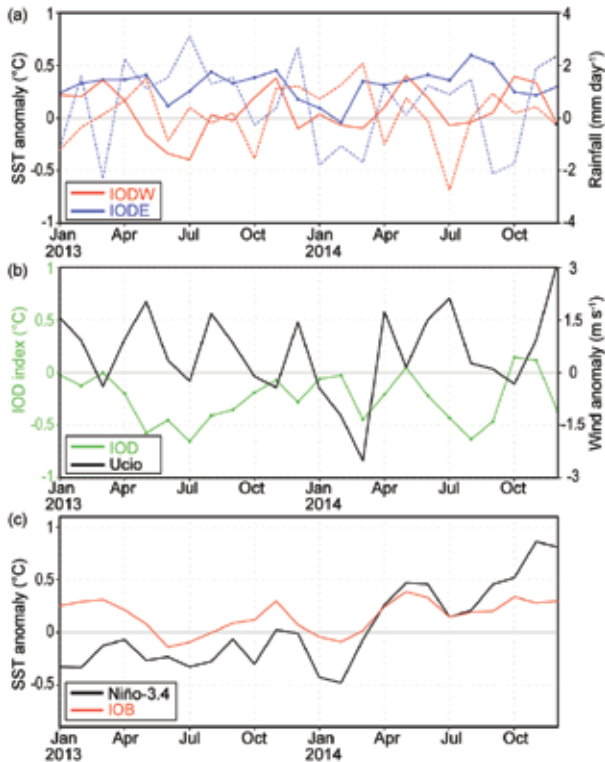 (a)
SST anomaly (°C)
1
0.5
0
-0.5
-1
4
2
0
-2
-4
Rainfall (mm day⁻¹)
IODW
IODE
Jan Apr Jul Oct Jan Apr Jul Oct
2013 2014
(b)
IOD index (°C)
1
0.5
0
-0.5
-1
3
1.5
0
-1.5
-3
Wind anomaly (m s⁻¹)
IOD
Ucio
Jan Apr Jul Oct Jan Apr Jul Oct
2013 2014
(c)
SST anomaly (°C)
0.5
0
-0.5
Niño-3.4
IOB
Jan Apr Jul Oct Jan Apr Jul Oct
2013 2014